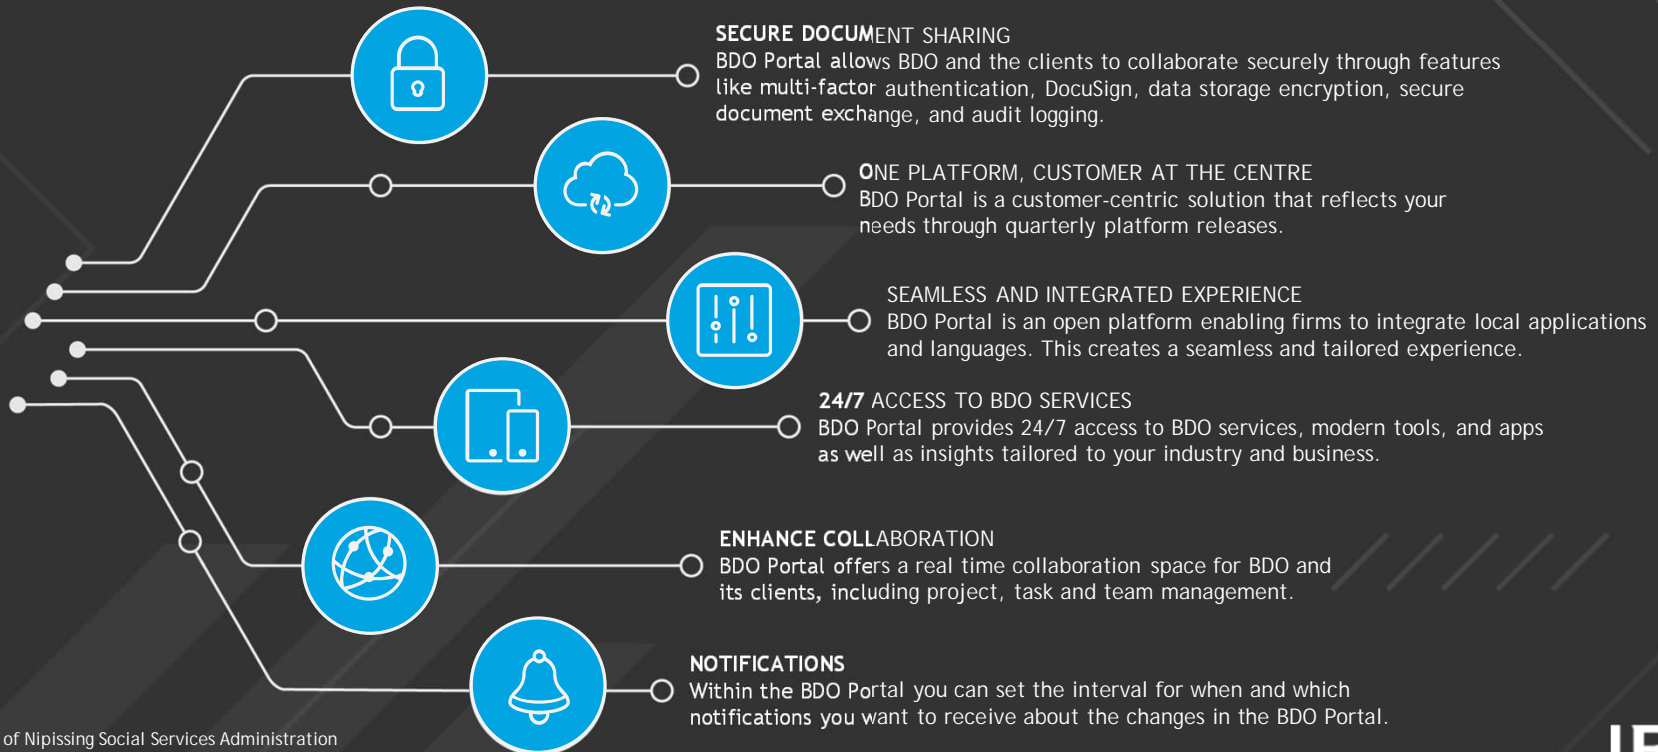 SECURE DOCUMENT SHARING
BDO Portal allows BDO and the clients to collaborate securely through features
like multi-factor authentication, DocuSign, data storage encryption, secure
document exchange, and audit logging.
ONE PLATFORM, CUSTOMER AT THE CENTRE
BDO Portal is a customer-centric solution that reflects your
needs through quarterly platform releases.
SEAMLESS AND INTEGRATED EXPERIENCE
BDO Portal is an open platform enabling firms to integrate local applications
and languages. This creates a seamless and tailored experience.
24/7 ACCESS TO BDO SERVICES
BDO Portal provides 24/7 access to BDO services, modern tools, and apps
as well as insights tailored to your industry and business.
ENHANCE COLLABORATION
BDO Portal offers a real time collaboration space for BDO and
its clients, including project, task and team management.
NOTIFICATIONS
Within the BDO Portal you can set the interval for when and which
notifications you want to receive about the changes in the BDO Portal.
of Nipissing Social Services Administration